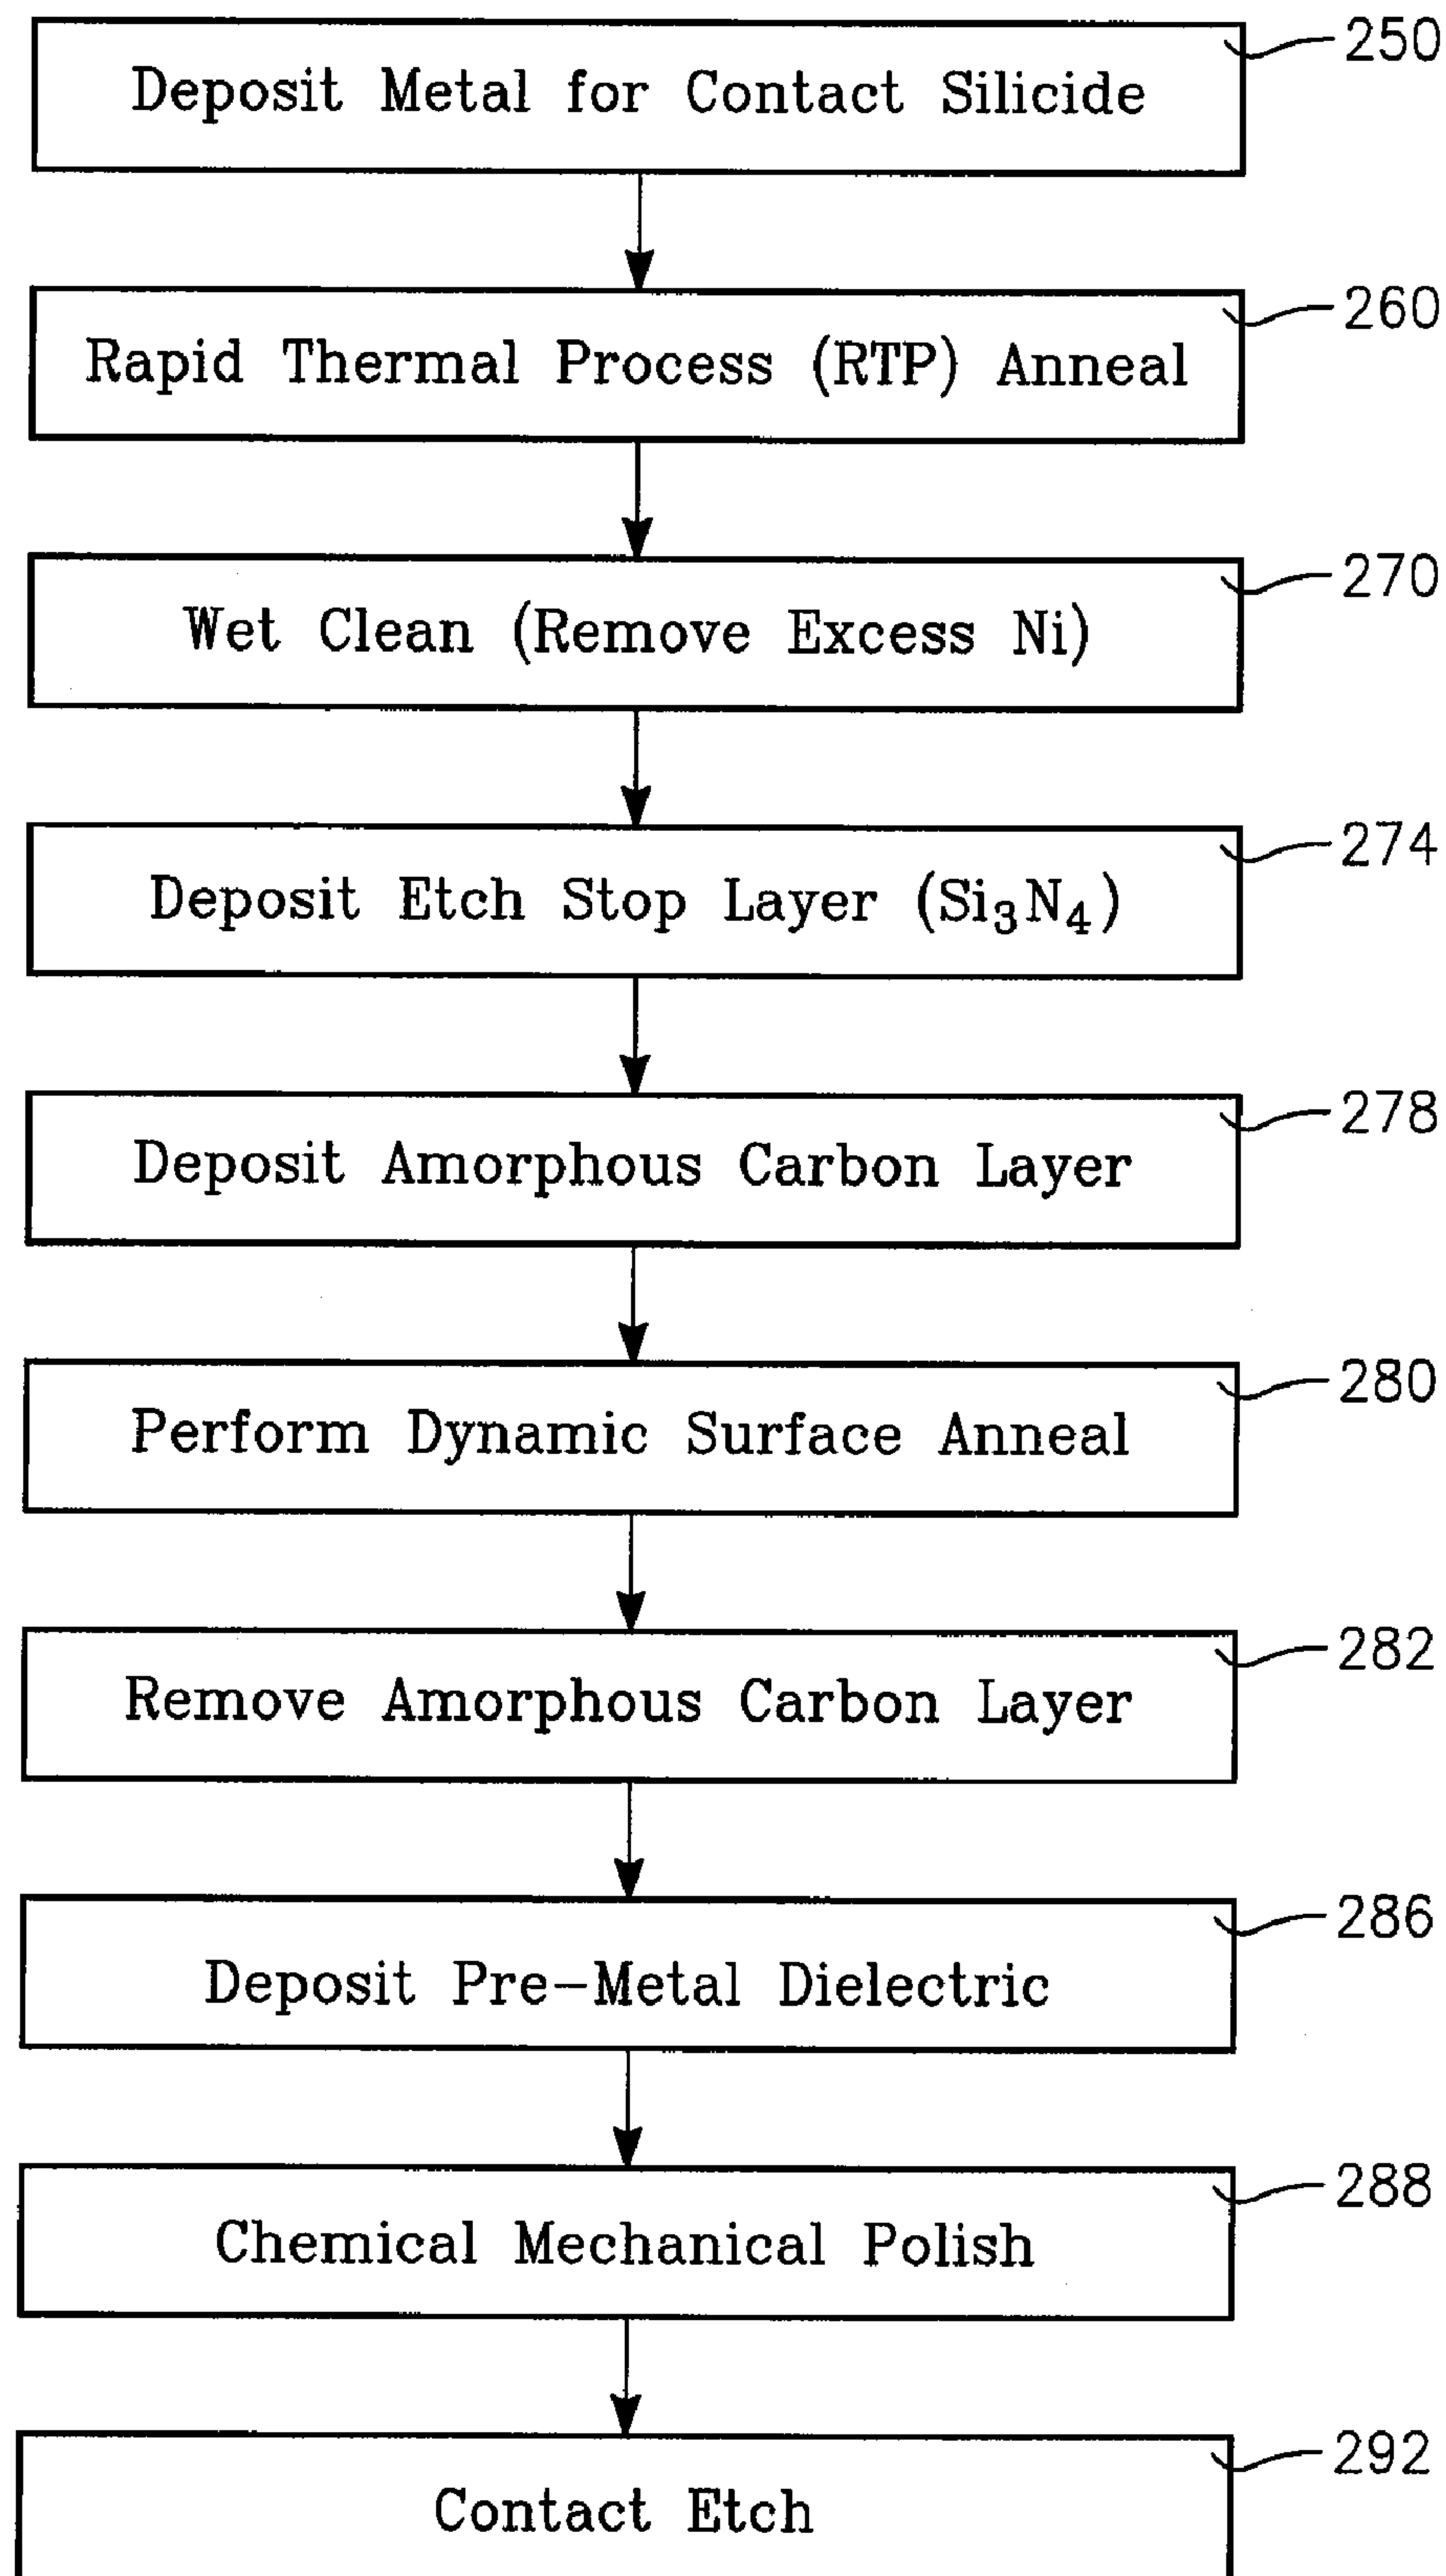 Deposit Metal for Contact Silicide 250
Rapid Thermal Process (RTP) Anneal 260
Wet Clean (Remove Excess Ni) 270
Deposit Etch Stop Layer (Si₃N₄) 274
Deposit Amorphous Carbon Layer 278
Perform Dynamic Surface Anneal 280
Remove Amorphous Carbon Layer 282
Deposit Pre-Metal Dielectric 286
Chemical Mechanical Polish 288
Contact Etch 292